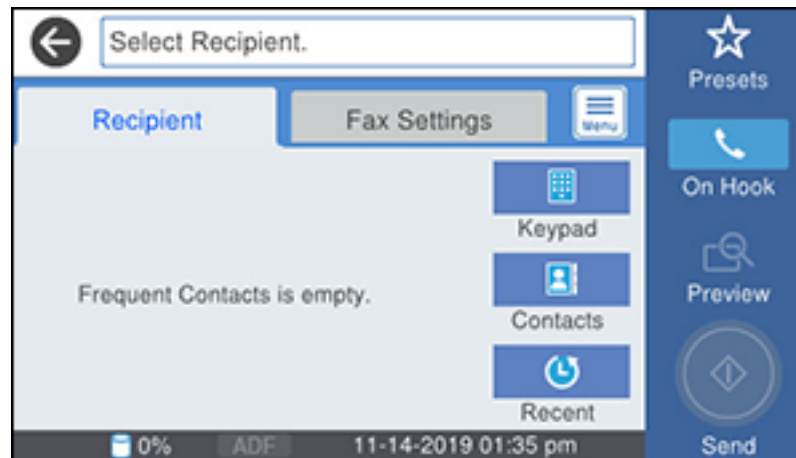 Select Recipient.
Presets
Recipient
Fax Settings
Menu
On Hook
Keypad
Frequent Contacts is empty.
Preview
Contacts
Recent
0%
ADF
11-14-2019 01:35 pm
Send